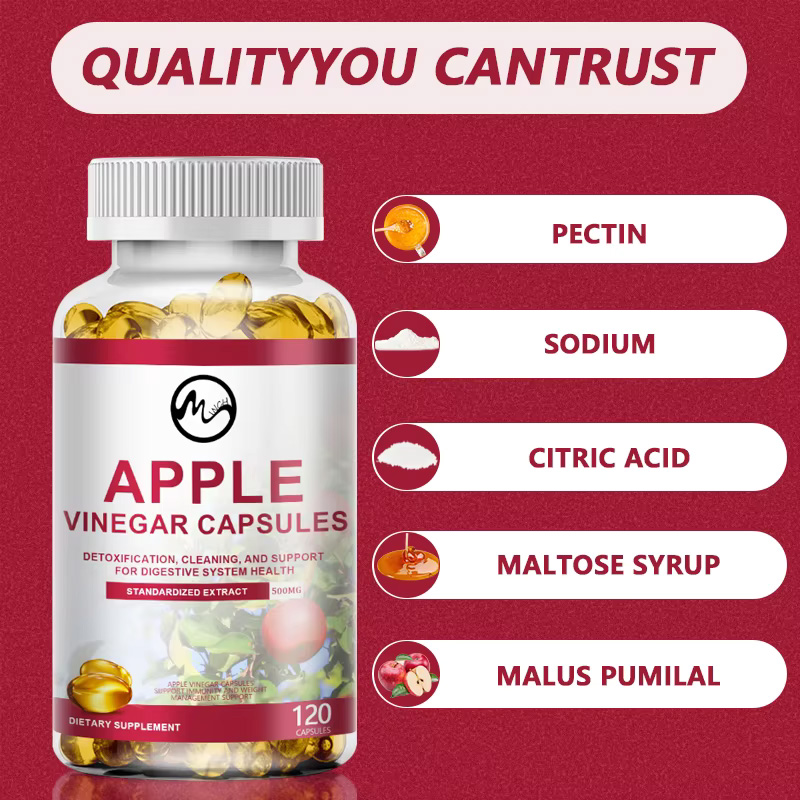 QUALITYYOU CANTRUST
PECTIN
SODIUM
CITRIC ACID
MALTOSE SYRUP
MALUS PUMILAL
MINCH
APPLE
VINEGAR CAPSULES
DETOXIFICATION, CLEANING, AND SUPPORT
FOR DIGESTIVE SYSTEM HEALTH
STANDARDIZED EXTRACT 500MG
APPLE VINEGAR CAPSULES
SUPPORT IMMUNITY AND WEIGHT
MANAGEMENT SUPPORT
DIETARY SUPPLEMENT
120
CAPSULES